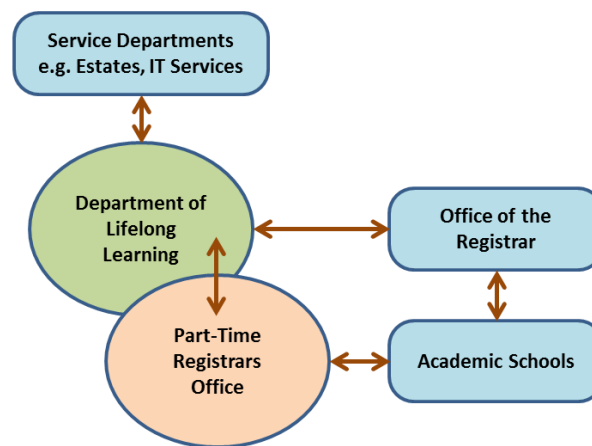 Service Departments
e.g. Estates, IT Services
Department of
Lifelong
Learning
Office of the
Registrar
Part-Time
Registrars
Office
Academic Schools